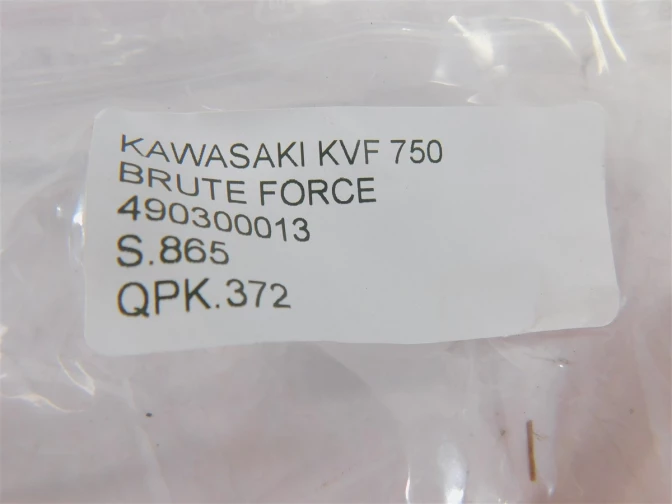 KAWASAKI KVF 750
BRUTE FORCE
490300013
S.865
QPK.372